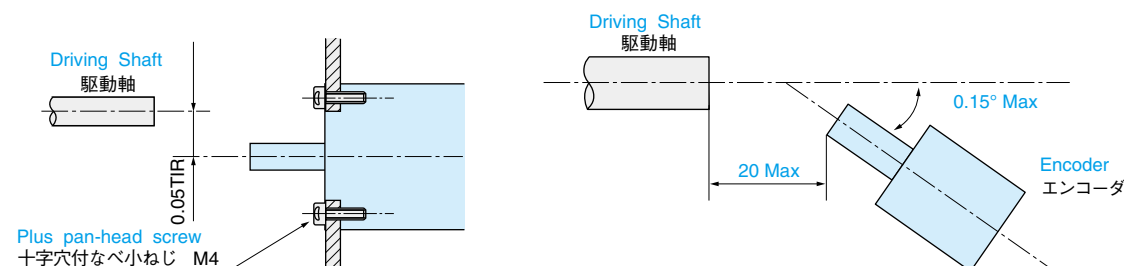 Driving Shaft
駆動軸
0.05TIR
Plus pan-head screw
十字穴付なべ小ねじ M4
Driving Shaft
駆動軸
0.15° Max
20 Max
Encoder
エンコーダ